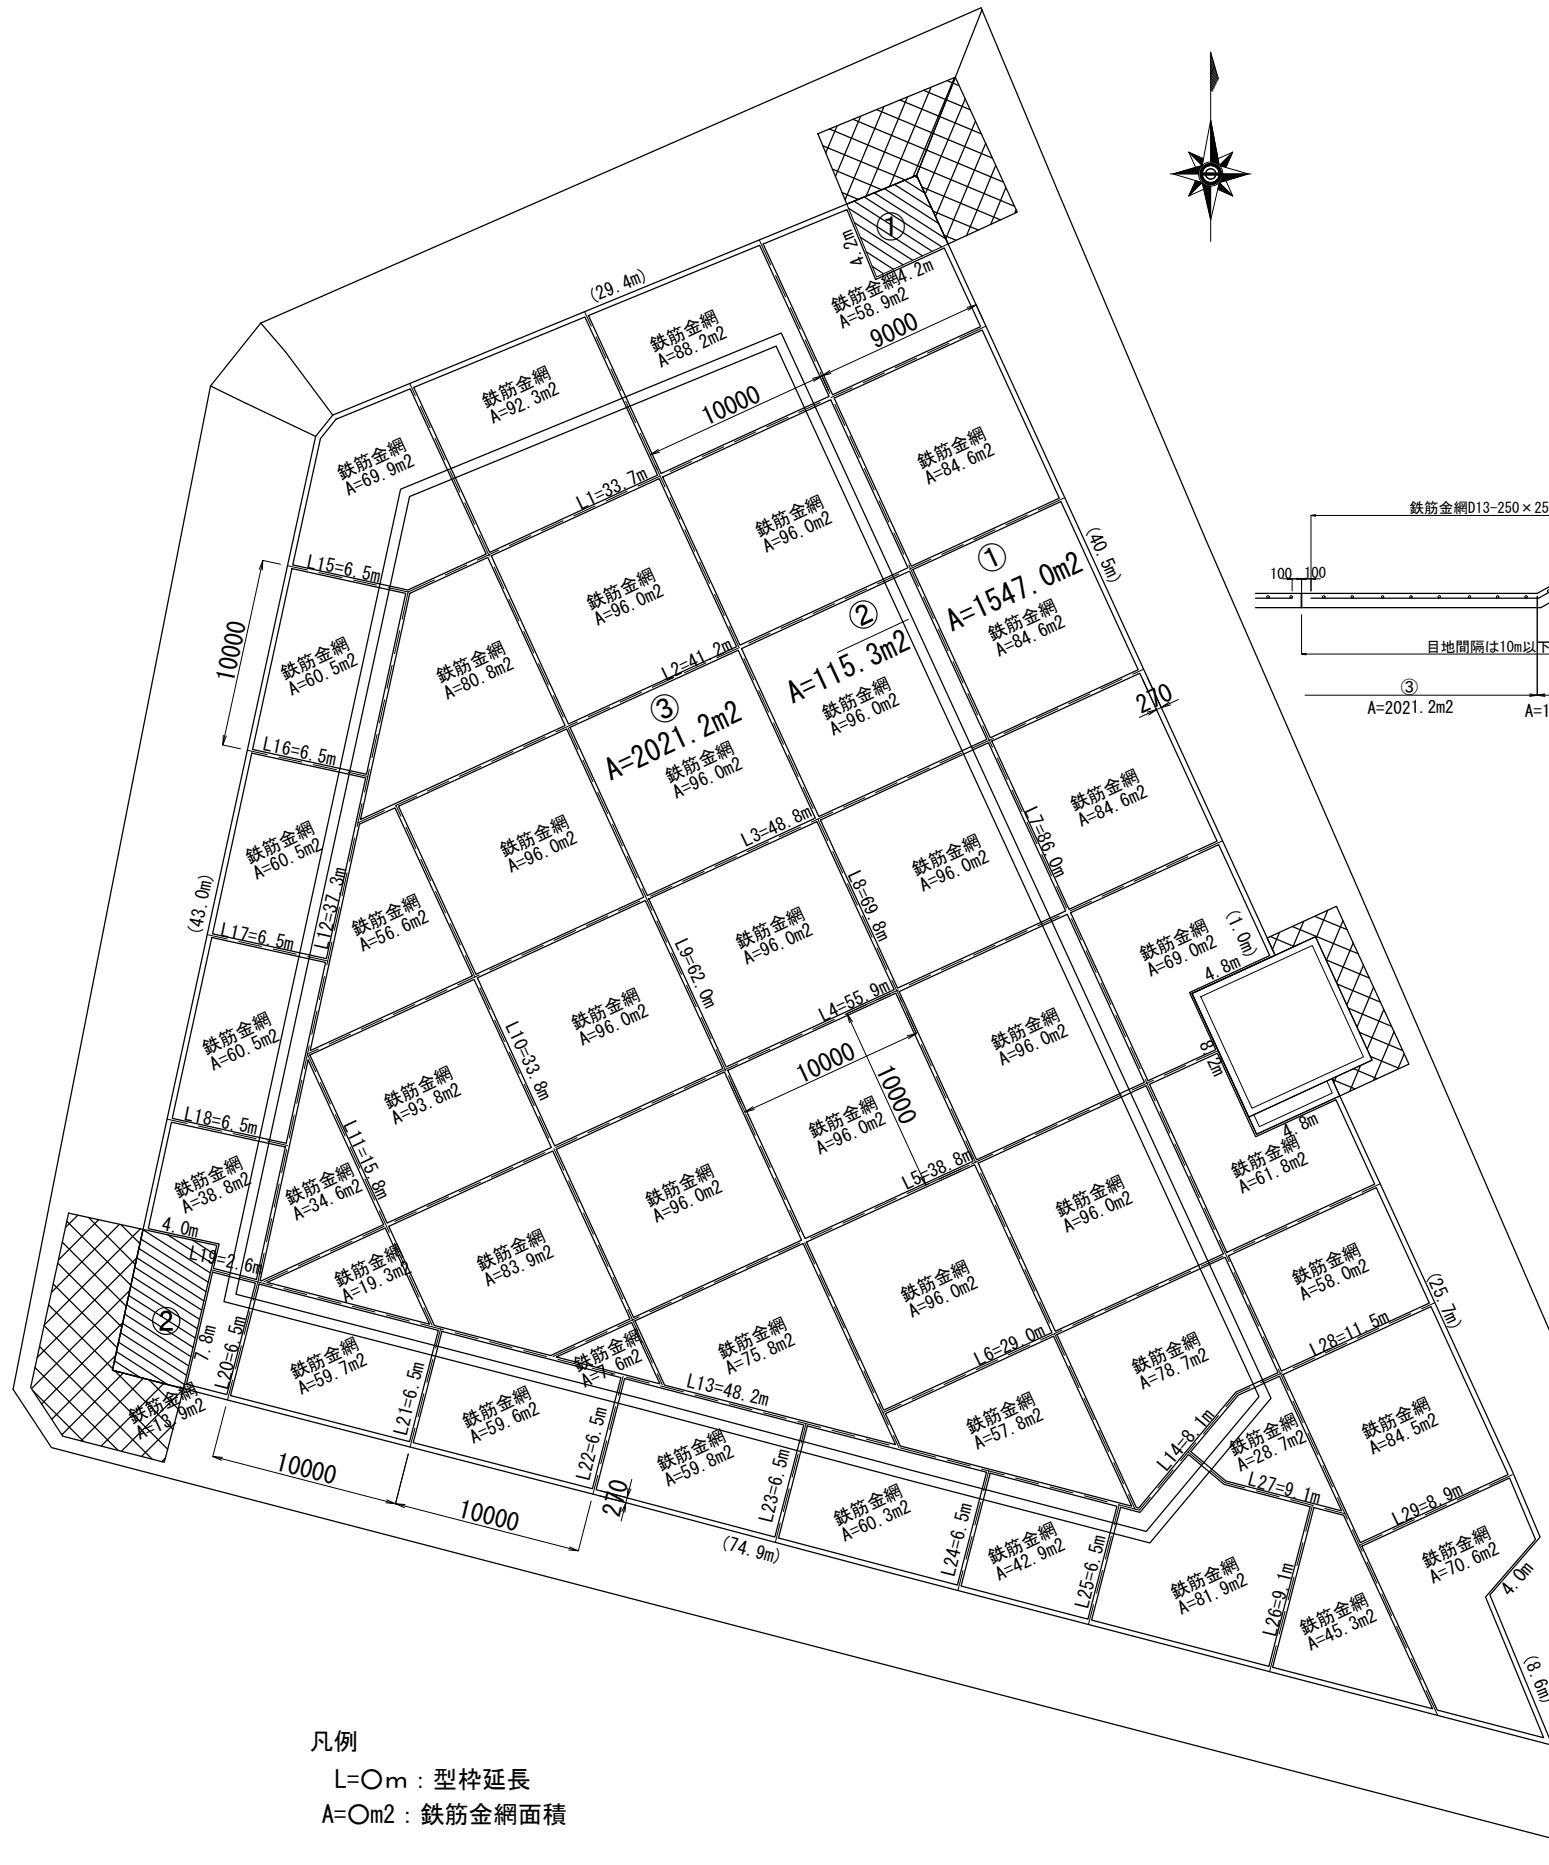 ①
4.2m
4.2m
(29.4m)
鉄筋金網
A=58.9m2
9000
鉄筋金網
A=88.2m2
鉄筋金網
A=92.3m2
10000
鉄筋金網
A=69.9m2
L1=33.7m
鉄筋金網
A=84.6m2
鉄筋金網
A=96.0m2
(40.5m)
①
A=1547.0m2
鉄筋金網
A=84.6m2
鉄筋金網D13-250×25
100
100
目地間隔は10m以下
③
A=2021.2m2
A=1
L15=6.5m
10000
鉄筋金網
A=96.0m2
鉄筋金網
A=60.5m2
鉄筋金網
A=80.8m2
L2=41.2m
②
A=115.3m2
鉄筋金網
A=96.0m2
270
③
A=2021.2m2
鉄筋金網
A=96.0m2
L16=6.5m
鉄筋金網
A=84.6m2
L7=86.0m
L3=48.8m
鉄筋金網
A=96.0m2
鉄筋金網
A=60.5m2
鉄筋金網
A=96.0m2
L8=69.8m
(43.0m)
L12=37.3m
鉄筋金網
A=56.6m2
鉄筋金網
A=96.0m2
L17=6.5m
L9=62.0m
鉄筋金網
A=69.0m2
(1.0m)
4.8m
8.2m
4.8m
L4=55.9m
鉄筋金網
A=96.0m2
鉄筋金網
A=96.0m2
L10=33.8m
鉄筋金網
A=60.5m2
10000
10000
鉄筋金網
A=93.8m2
鉄筋金網
A=96.0m2
L18=6.5m
L11=15.8m
L5=38.8m
鉄筋金網
A=61.8m2
鉄筋金網
A=38.8m2
鉄筋金網
A=34.6m2
鉄筋金網
A=96.0m2
鉄筋金網
A=96.0m2
4.0m
L19=2.6m
鉄筋金網
A=19.3m2
鉄筋金網
A=83.9m2
鉄筋金網
A=96.0m2
鉄筋金網
A=58.0m2
(25.7m)
②
7.8m
L20=6.5m
鉄筋金網
A=59.7m2
L21=6.5m
鉄筋金網
A=7.6m2
鉄筋金網
A=75.8m2
L6=29.0m
鉄筋金網
A=78.7m2
L28=11.5m
鉄筋金網
A=13.9m2
鉄筋金網
A=59.6m2
L22=6.5m
L13=48.2m
鉄筋金網
A=57.8m2
L14=8.1m
鉄筋金網
A=28.7m2
鉄筋金網
A=84.5m2
10000
10000
270
鉄筋金網
A=59.8m2
L23=6.5m
鉄筋金網
A=60.3m2
L27=9.1m
L29=8.9m
(74.9m)
L24=6.5m
鉄筋金網
A=42.9m2
L25=6.5m
鉄筋金網
A=81.9m2
L26=9.1m
鉄筋金網
A=45.3m2
鉄筋金網
A=70.6m2
4.0m
(8.6m)
凡例
L=○m：型枠延長
A=○m2：鉄筋金網面積